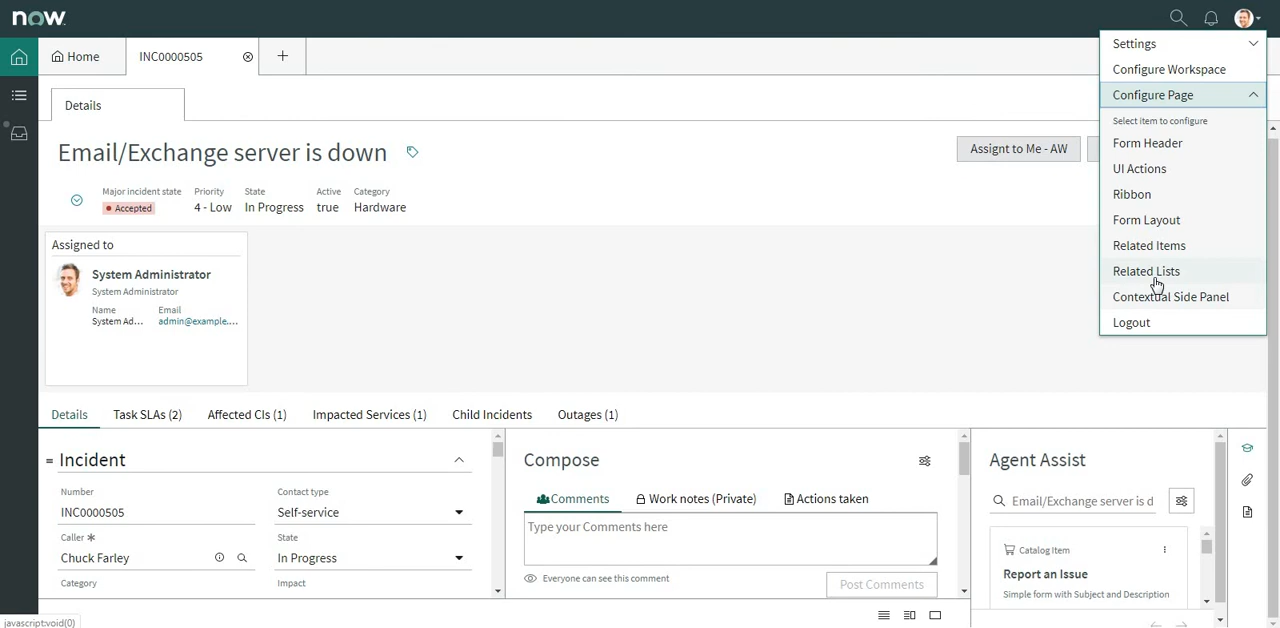 now.
Home
INC0000505
Settings
Configure Workspace
Configure Page
Select item to configure
Form Header
UI Actions
Ribbon
Form Layout
Related Items
Related Lists
Contextual Side Panel
Logout
Details
Email/Exchange server is down
Assignt to Me - AW
Major incident state Priority State Active Category
Accepted 4 - Low In Progress true Hardware
Assigned to
System Administrator
System Administrator
Name Email
System Ad... admin@example....
Details Task SLAs (2) Affected CIs (1) Impacted Services (1) Child Incidents Outages (1)
= Incident
Number Contact type
INC0000505 Self-service
Caller State
Chuck Farley In Progress
Category Impact
Compose
Comments Work notes (Private) Actions taken
Type your Comments here
Everyone can see this comment
Post Comments
Agent Assist
Email/Exchange server is d
Catalog Item
Report an Issue
Simple form with Subject and Description
javascript:void(0)